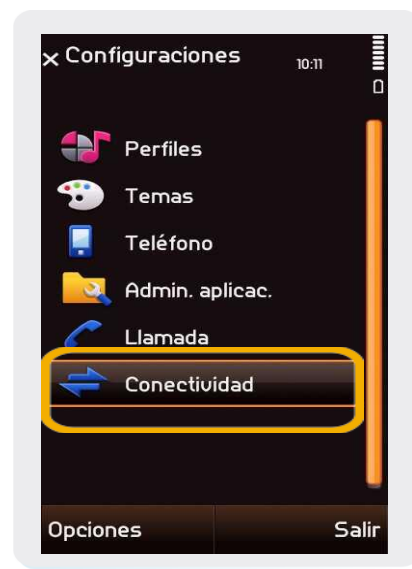 × Configuraciones 10:11
Perfiles
Temas
Teléfono
Admin. aplicac.
Llamada
Conectividad
Opciones Salir